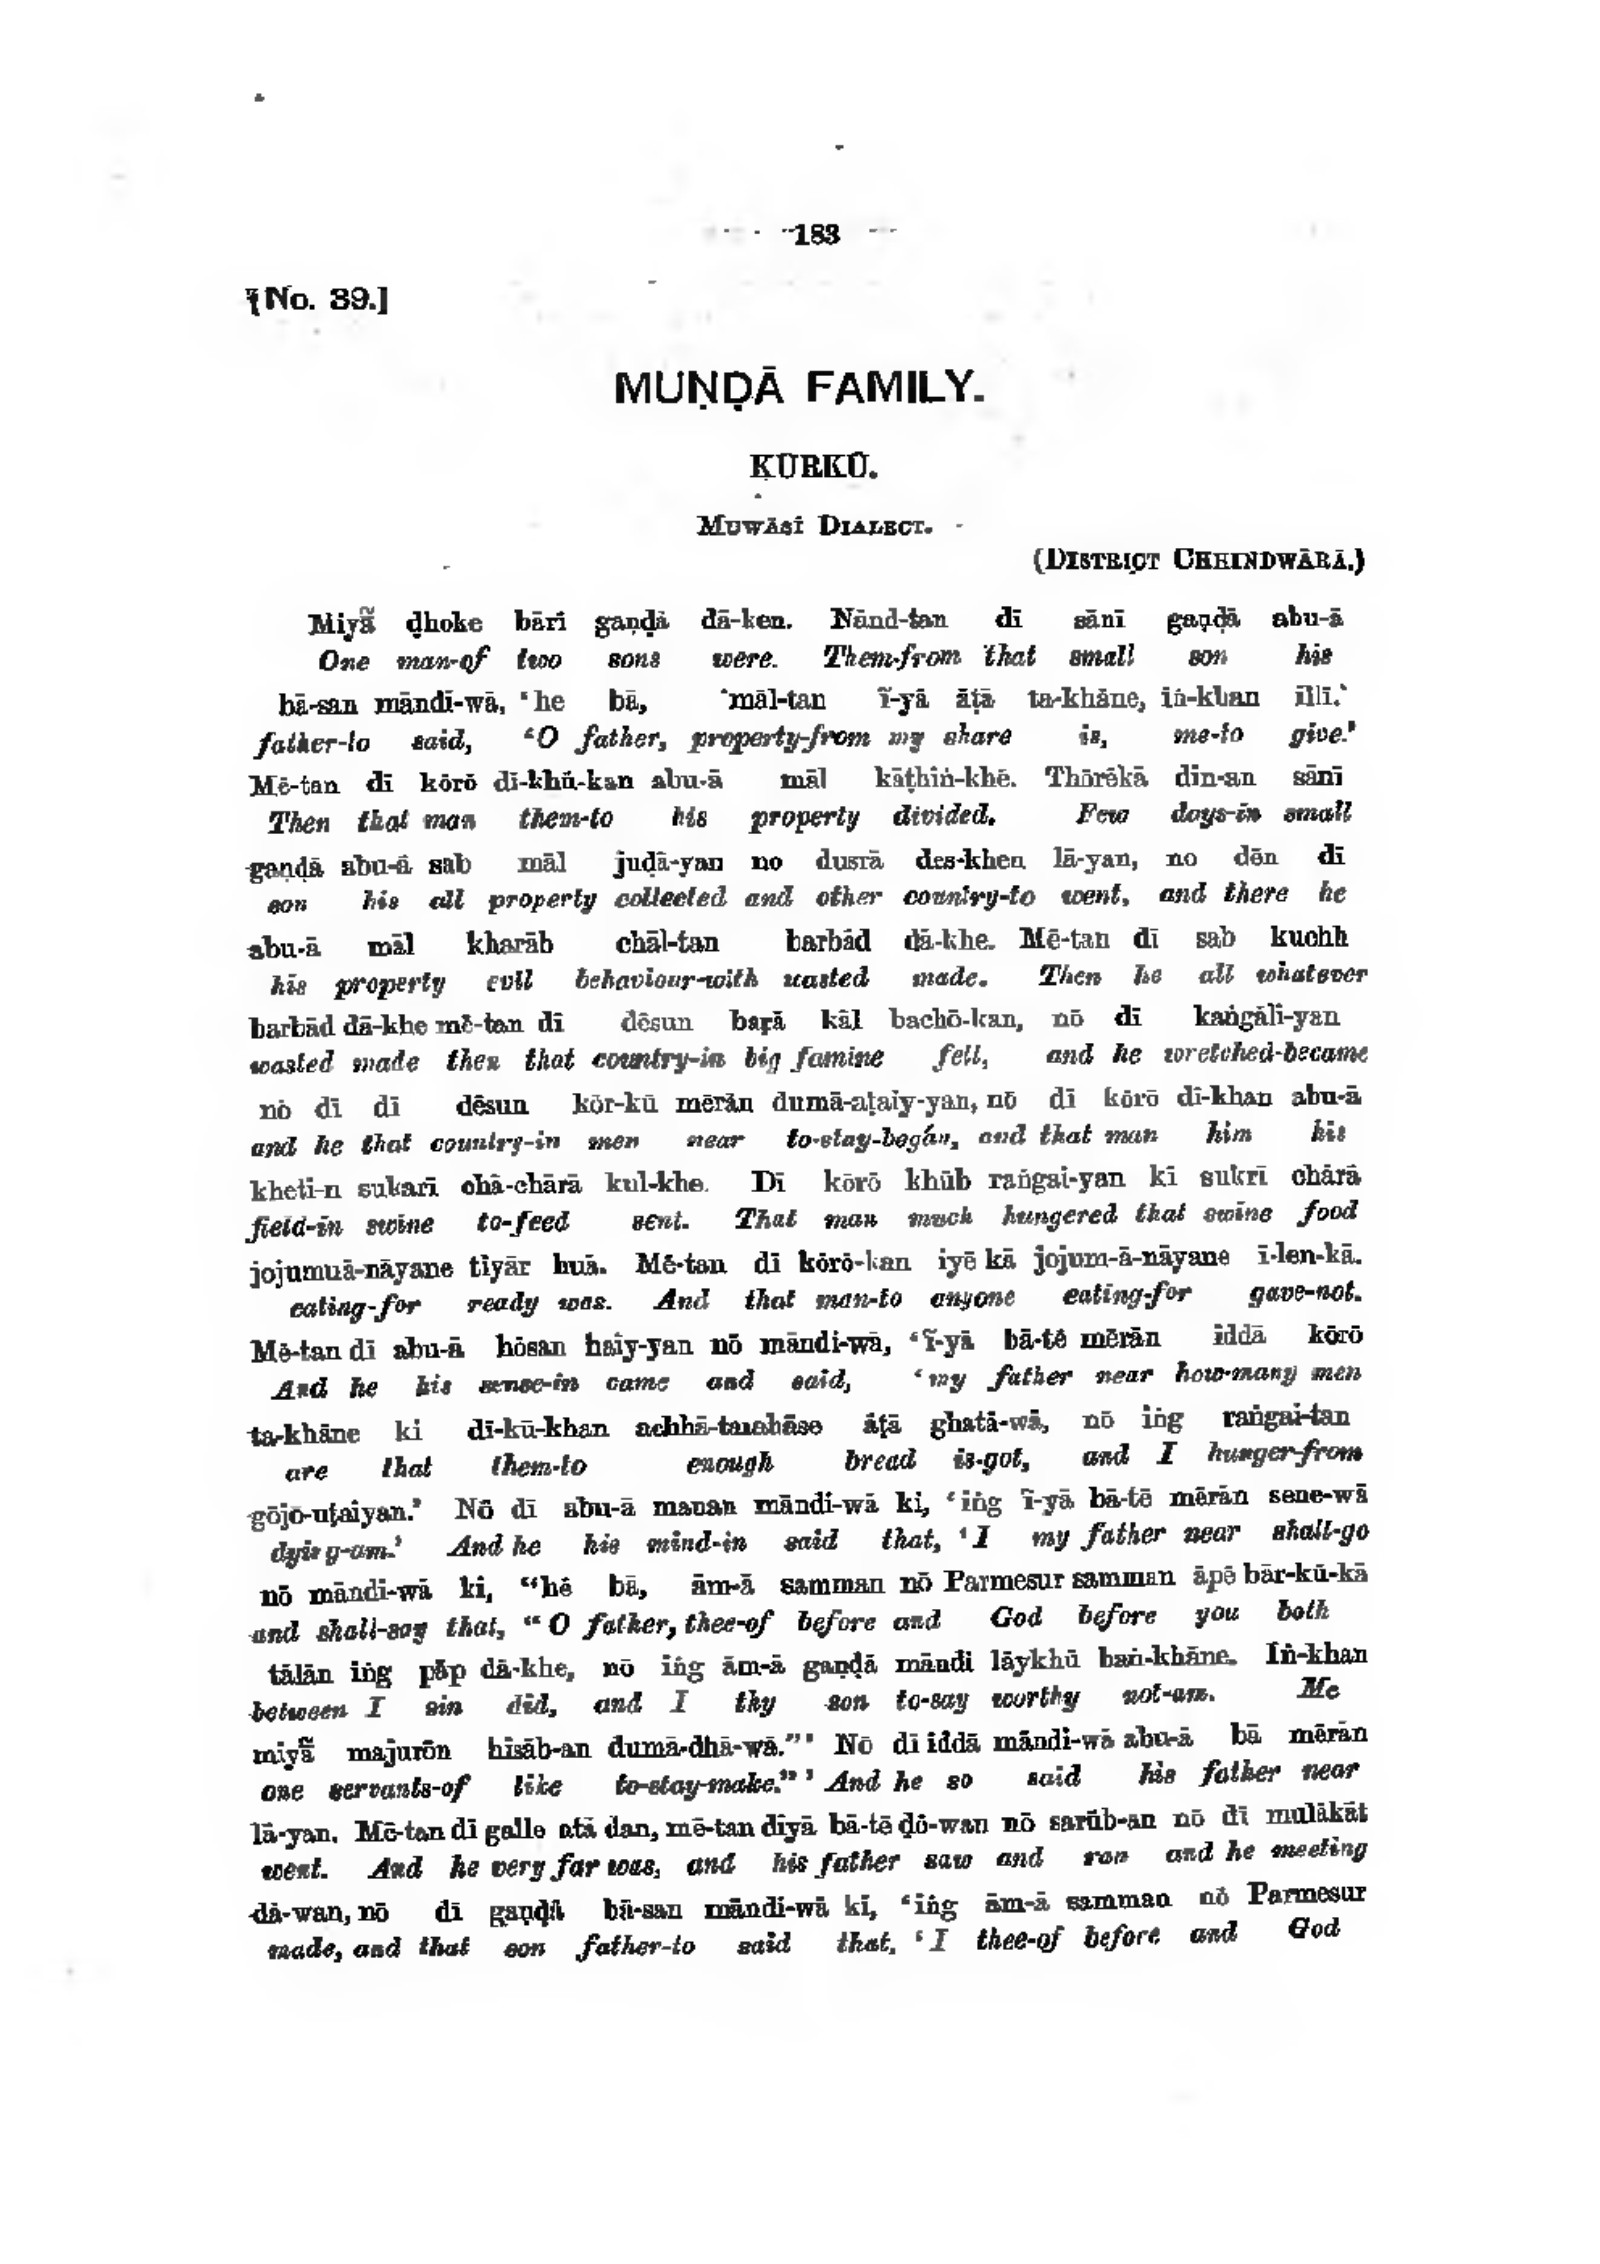 183
[No. 39.]
MUṆḌĀ FAMILY.
KŪRKŪ.
MUWĀSĪ DIALECT.
(DISTRICT CHHINDWĀRĀ.)
Miyā̃ ḍhoke bāri gaṇḍā dā-ken. Nānd-tan dī sānī gaṇḍā abu-ā
One man-of two sons were. Them-from that small son his
bā-san māndi-wā, ‘he bā, māl-tan ī̃-yā āṭā ta-khāne, iṅ-khan illī.’
father-to said, ‘O father, property-from my share is, me-to give.’
Mē-tan dī kōrō dī-khū-kan abu-ā māl kāṭhiṅ-khē. Thōrēkā din-an sānī
Then that man them-to his property divided. Few days-in small
gaṇḍā abu-ā sab māl juḍā-yan no dusrā des-khen lā-yan, no dēn dī
son his all property collected and other country-to went, and there he
abu-ā māl kharāb chāl-tan barbād dā-khe. Mē-tan dī sab kuchh
his property evil behaviour-with wasted made. Then he all whatever
barbād dā-khe mē-tan dī dēsun baṛā kāl bachō-kan, nō dī kaṅgāli-yan
wasted made then that country-in big famine fell, and he wretched-became
nō dī dī dēsun kōr-kū mērān dumā-aṭaiy-yan, nō dī kōrō dī-khan abu-ā
and he that country-in men near to-stay-began, and that man him his
kheti-n sukarī chā-chārā kul-khe. Dī kōrō khūb raṅgai-yan ki sukrī chārā
field-in swine to-feed sent. That man much hungered that swine food
jojumuā-nāyane tiyār huā. Mē-tan dī kōrō-kan iyē kā jojum-ā-nāyane ī-len-kā.
eating-for ready was. And that man-to anyone eating-for gave-not.
Mē-tan dī abu-ā hōsan haiy-yan nō māndi-wā, ‘ī̃-yā bā-tē mērān iddā kōrō
And he his sense-in came and said, ‘my father near how-many men
ta-khāne ki dī-kū-khan achhā- āṭā ghatā-wā, nō iṅg raṅgai-tan
are that them-to enough bread is-got, and I hunger-from
gōjō-uṭaiyan.’ Nō dī abu-ā manan māndi-wā ki, ‘iṅg ī̃-yā bā-tē mērān sene-wā
dying-am.’ And he his mind-in said that, ‘I my father near shall-go
nō māndi-wā ki, “hē bā, ām-ā samman nō Parmesur samman āpē bār-kū-kā
and shall-say that, “O father, thee-of before and God before you both
tālān iṅg pāp dā-khe, nō iṅg ām-ā gaṇḍā māndi lāykhū baṅ-khāne. Iṅ-khan
between I sin did, and I thy son to-say worthy not-am. Me
miyā̃ majurōn hisāb-an dumā-dhā-wā.”’ Nō dī iddā māndi-wā abu-ā bā mērān
one servants-of like to-stay-make.”’ And he so said his father near
lā-yan. Mē-tan dī galle atā dan, mē-tan diyā bā-tē ḍō-wan nō sarūb-an nō dī mulākāt
went. And he very far was, and his father saw and ran and he meeting
dā-wan, nō dī gaṇḍā bā-san māndi-wā ki, ‘iṅg ām-ā samman nō Parmesur
made, and that son father-to said that, ‘I thee-of before and God